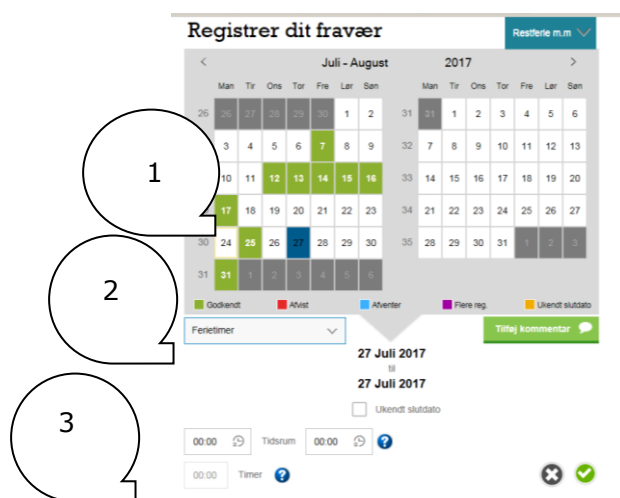 Registrer dit fravær
Restferie m.m
< Juli - August 2017 >
Man Tir Ons Tor Fre Lør Søn Man Tir Ons Tor Fre Lør Søn
26 26 27 28 29 30 1 2 31 31 1 2 3 4 5 6
3 4 5 6 7 8 9 32 7 8 9 10 11 12 13
1
10 11 12 13 14 15 16 33 14 15 16 17 18 19 20
17 18 19 20 21 22 23 34 21 22 23 24 25 26 27
30 24 25 26 27 28 29 30 35 28 29 30 31 1 2 3
31 31 1 2 3 4 5 6
2
Godkendt Afvist Afventer Flere reg. Ukendt slutdato
Ferietimer
Tilføj kommentar
27 Juli 2017
til
27 Juli 2017
Ukendt slutdato
3
00:00 Tidsrum 00:00 ?
00:00 Timer ?